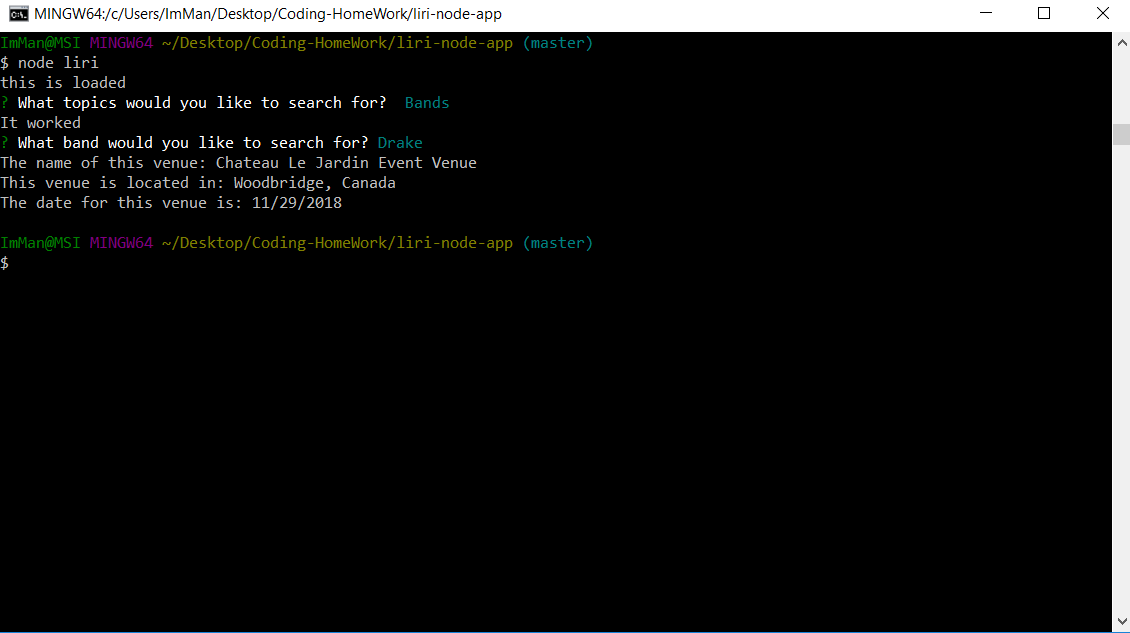 MINGW64:/c/Users/ImMan/Desktop/Coding-HomeWork/liri-node-app
ImMan@MSI MINGW64 ~/Desktop/Coding-HomeWork/liri-node-app (master)
$ node liri
this is loaded
? What topics would you like to search for?  Bands
It worked
? What band would you like to search for? Drake
The name of this venue: Chateau Le Jardin Event Venue
This venue is located in: Woodbridge, Canada
The date for this venue is: 11/29/2018
ImMan@MSI MINGW64 ~/Desktop/Coding-HomeWork/liri-node-app (master)
$